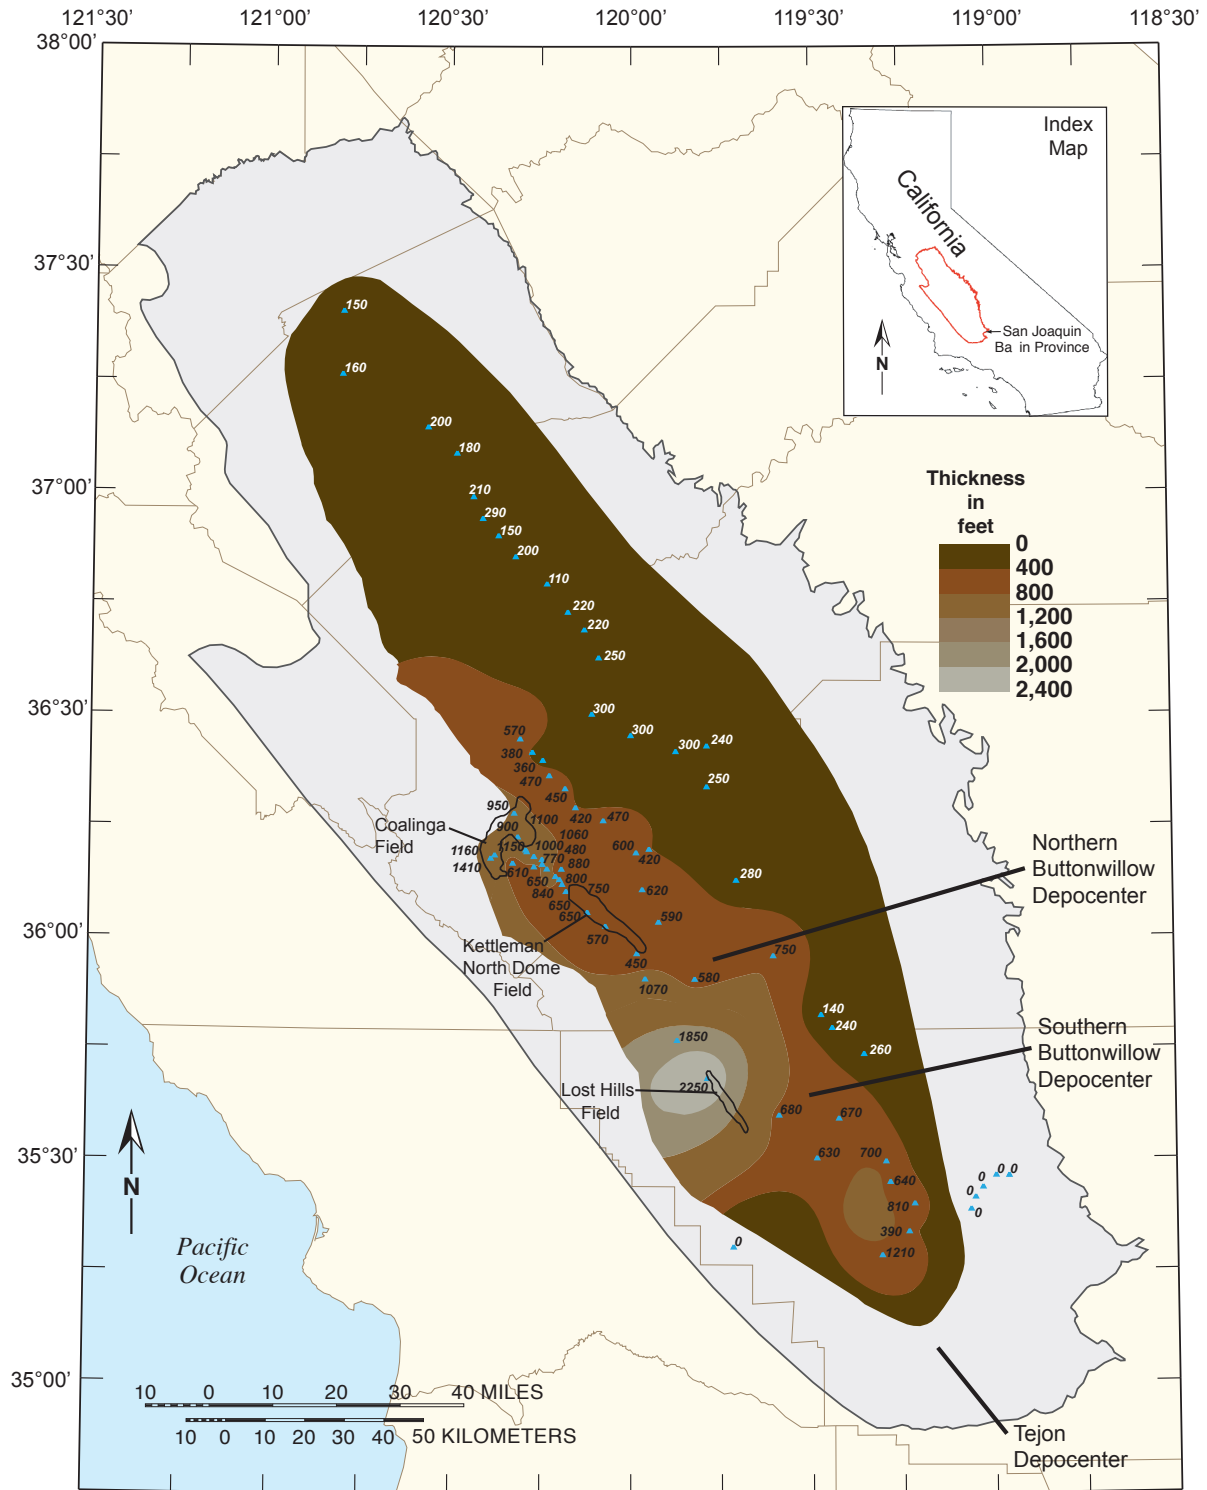 121°30' 121°00' 120°30' 120°00' 119°30' 119°00' 118°30'
38°00'
37°30'
37°00'
36°30'
36°00'
35°30'
35°00'
Index
Map
California
San Joaquin
Ba in Province
N
Thickness
in
feet
0
400
800
1,200
1,600
2,000
2,400
150
160
200
180
210
290
150
200
110
220
220
250
300
300
300
240
250
570
380
360
470
450
420
470
950
1100
900
1060
1150
1000
480
1160
1410
610
770
880
650
800
840
750
650
650
570
600
420
620
590
280
450
1070
580
750
140
240
260
1850
2250
680
670
630
700
640
810
390
1210
0
0 0
0
0
0
Coalinga
Field
Kettleman
North Dome
Field
Lost Hills
Field
Northern
Buttonwillow
Depocenter
Southern
Buttonwillow
Depocenter
Tejon
Depocenter
N
Pacific
Ocean
10 0 10 20 30 40 MILES
10 0 10 20 30 40 50 KILOMETERS